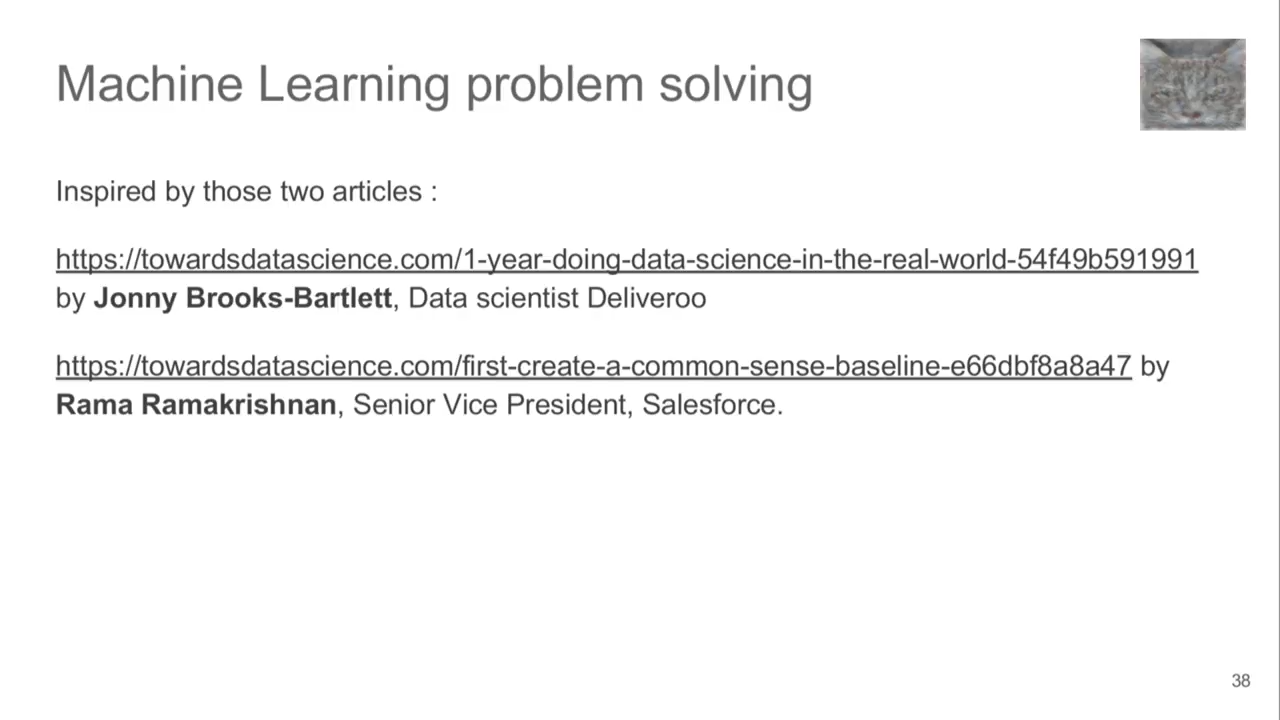 Machine Learning problem solving
Inspired by those two articles :
https://towardsdatascience.com/1-year-doing-data-science-in-the-real-world-54f49b591991
by Jonny Brooks-Bartlett, Data scientist Deliveroo
https://towardsdatascience.com/first-create-a-common-sense-baseline-e66dbf8a8a47 by
Rama Ramakrishnan, Senior Vice President, Salesforce.
38